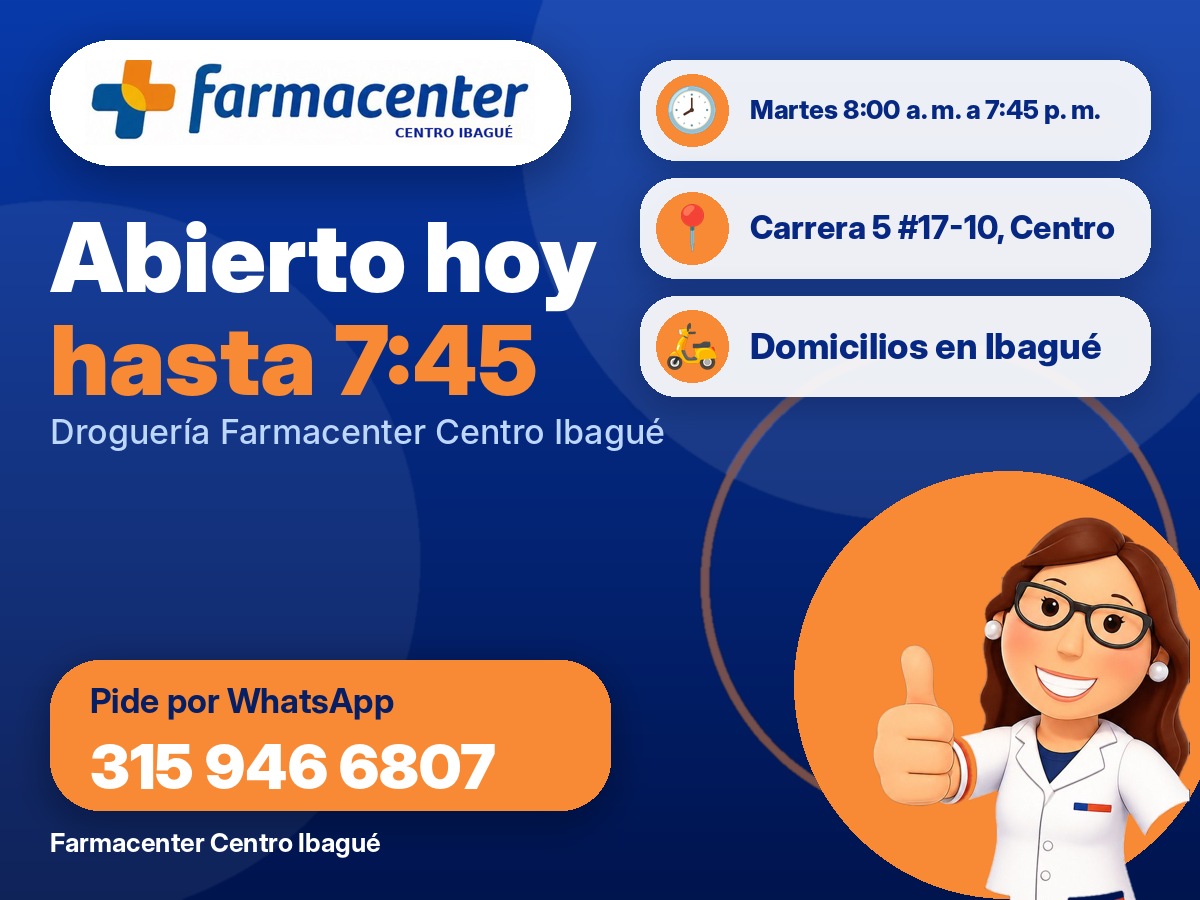 farmacenter
CENTRO IBAGUÉ
Abierto hoy
hasta 7:45
Droguería Farmacenter Centro Ibagué
Martes 8:00 a. m. a 7:45 p. m.
Carrera 5 #17-10, Centro
Domicilios en Ibagué
Pide por WhatsApp
315 946 6807
Farmacenter Centro Ibagué